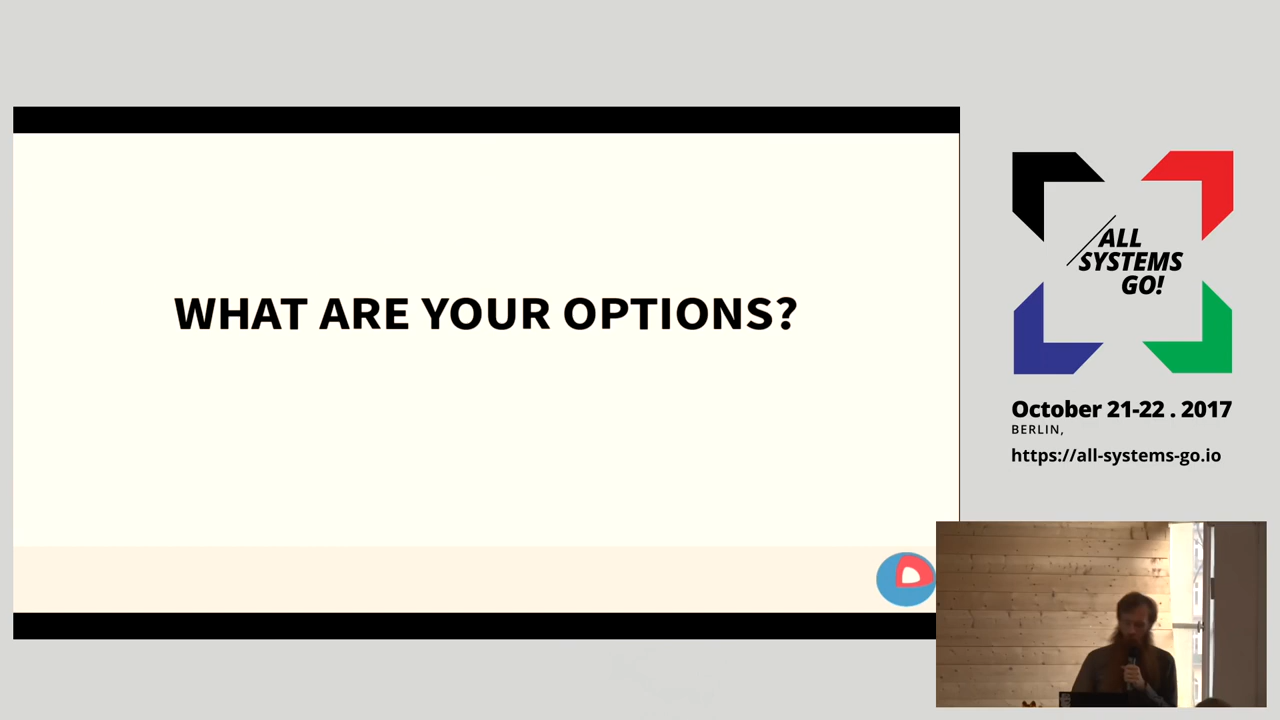 WHAT ARE YOUR OPTIONS?
ALL
SYSTEMS
GO!
October 21-22 . 2017
BERLIN,
https://all-systems-go.io